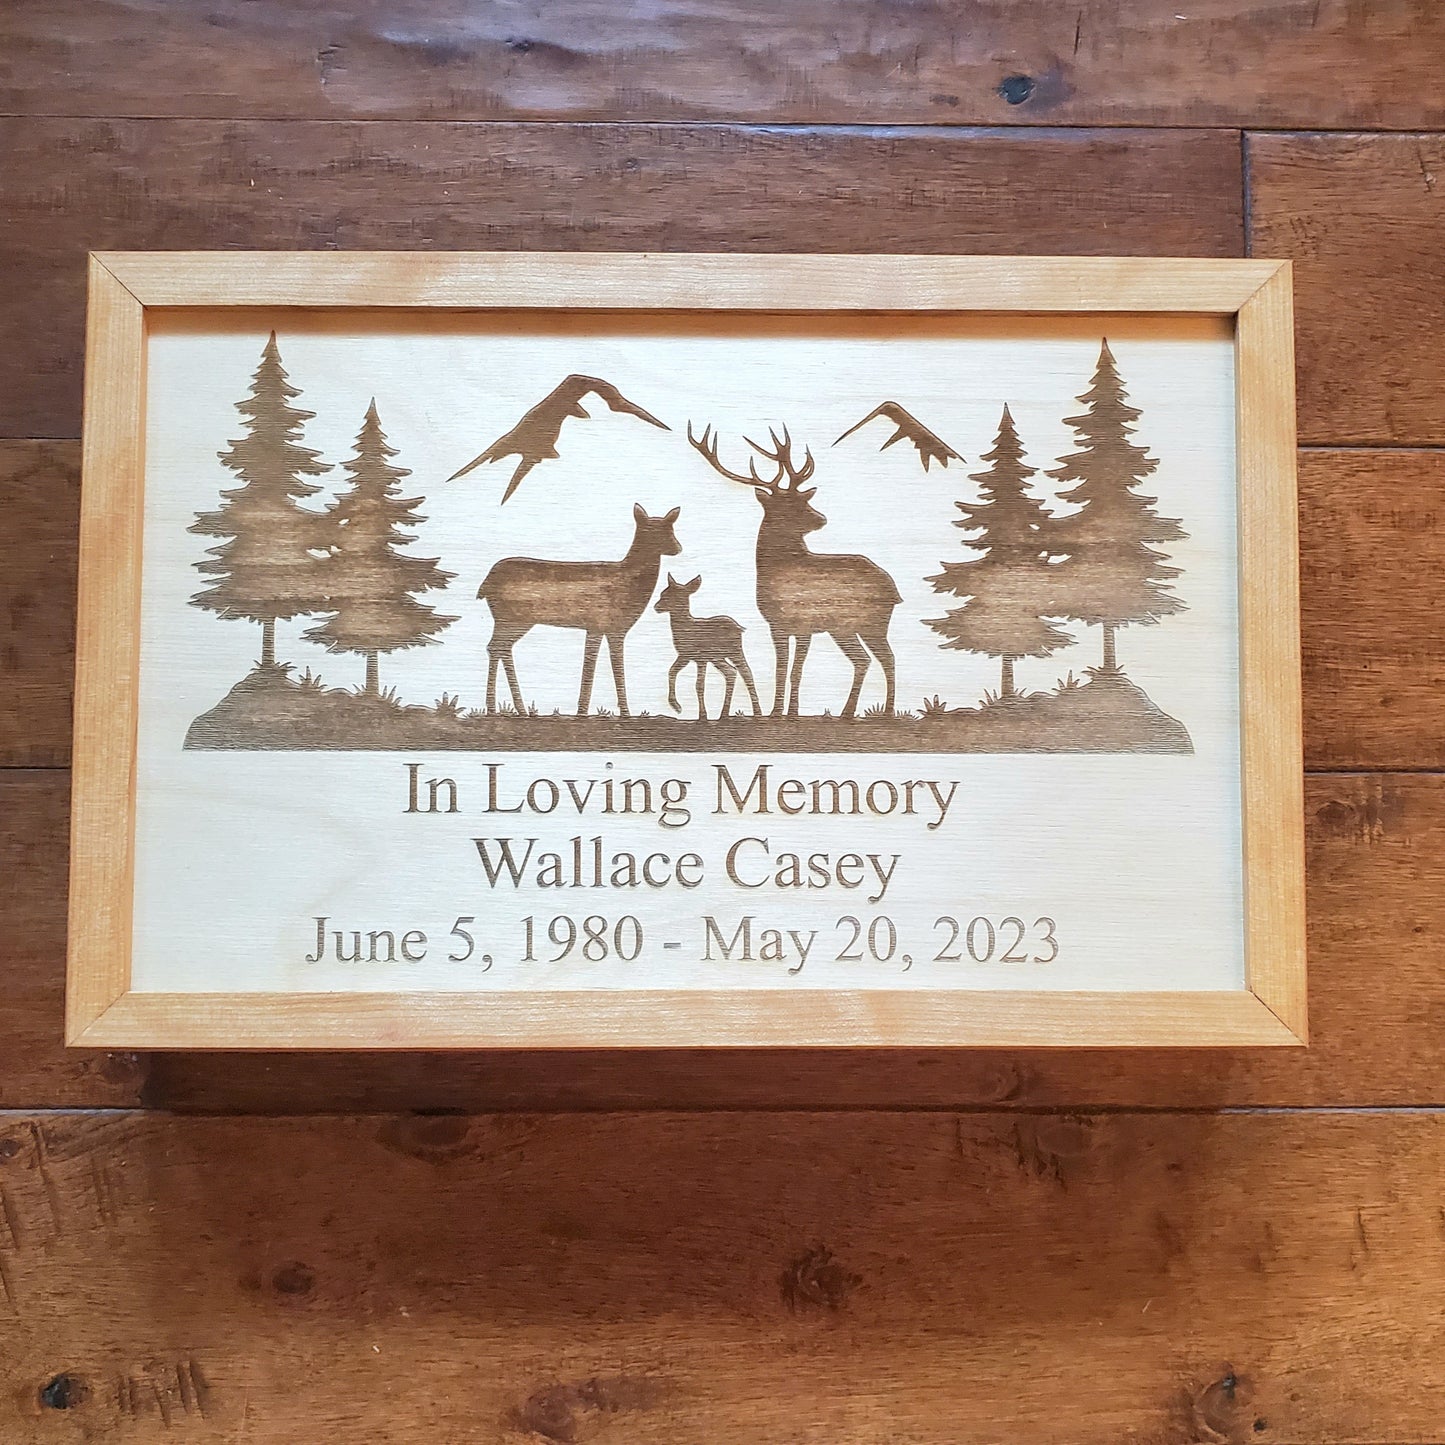 In Loving Memory
Wallace Casey
June 5, 1980 - May 20, 2023